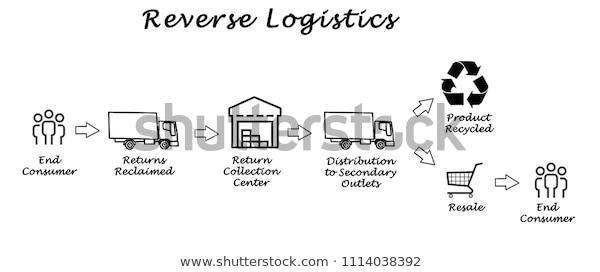 Reverse Logistics
Product
Recycled
End
Consumer
Returns
Reclaimed
Return
Collection
Center
Distribution
to Secondary
Outlets
Resale
End
Consumer
shutterstock
www.shutterstock.com · 1114038392